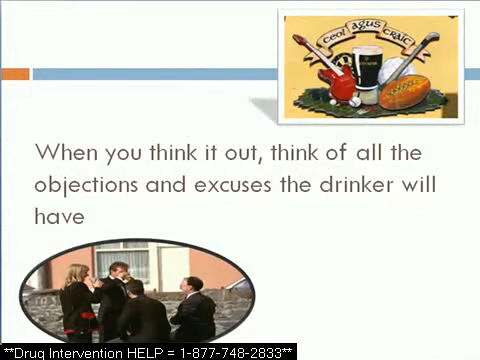 Ceol agus CRAIC
When you think it out, think of all the
objections and excuses the drinker will
have
**Drug Intervention HELP = 1-877-748-2833**